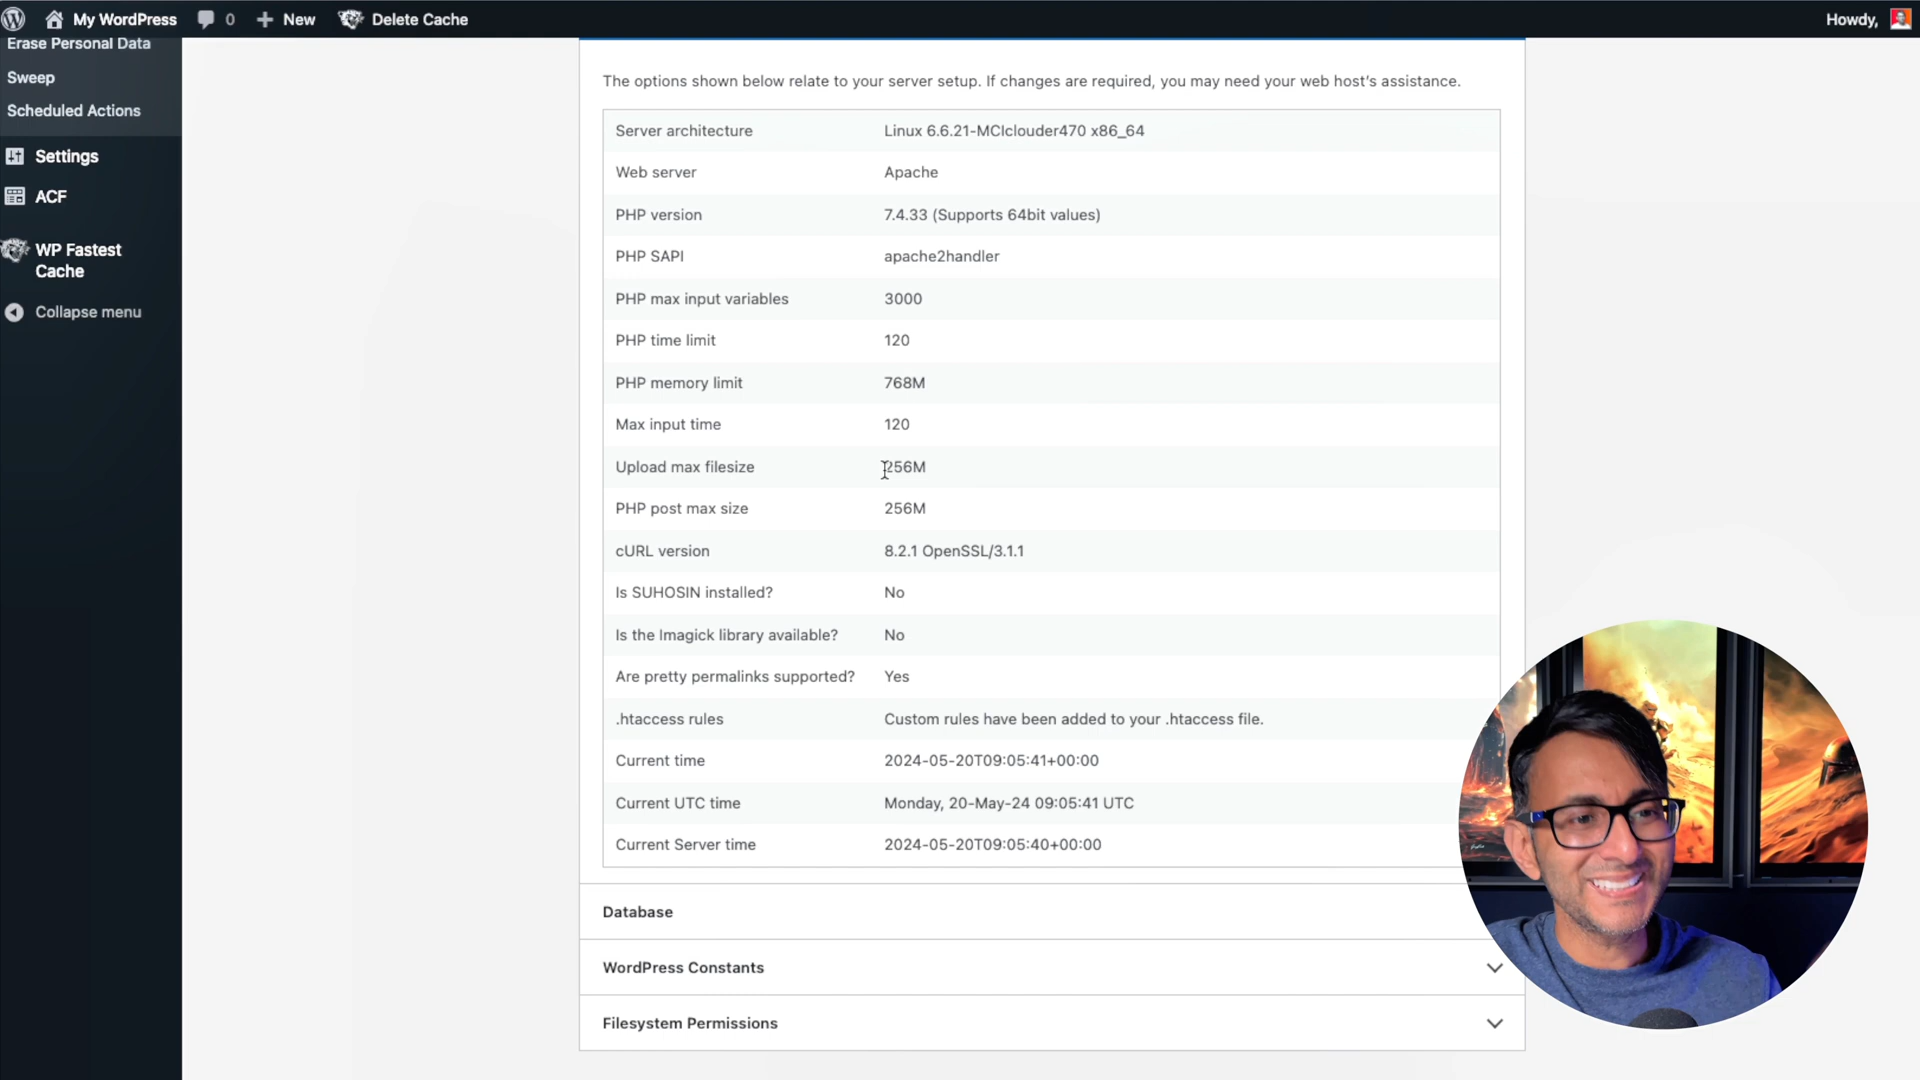 My WordPress 0 New Delete Cache Howdy,
Erase Personal Data
Sweep
Scheduled Actions
Settings
ACF
WP Fastest
Cache
Collapse menu
The options shown below relate to your server setup. If changes are required, you may need your web host's assistance.
Server architecture Linux 6.6.21-MCIclouder470 x86_64
Web server Apache
PHP version 7.4.33 (Supports 64bit values)
PHP SAPI apache2handler
PHP max input variables 3000
PHP time limit 120
PHP memory limit 768M
Max input time 120
Upload max filesize 256M
PHP post max size 256M
cURL version 8.2.1 OpenSSL/3.1.1
Is SUHOSIN installed? No
Is the Imagick library available? No
Are pretty permalinks supported? Yes
.htaccess rules Custom rules have been added to your .htaccess file.
Current time 2024-05-20T09:05:41+00:00
Current UTC time Monday, 20-May-24 09:05:41 UTC
Current Server time 2024-05-20T09:05:40+00:00
Database
WordPress Constants
Filesystem Permissions